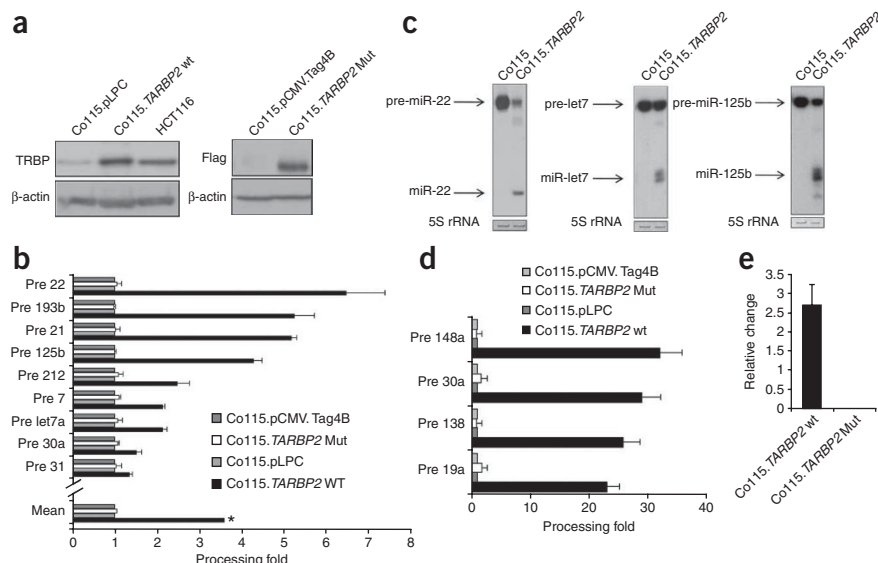 a
Co115.pLPC
Co115.TARBP2 wt
HCT116
TRBP
β-actin
Co115.pCMV.Tag4B
Co115.TARBP2 Mut
Flag
β-actin
c
Co115
Co115.TARBP2
pre-miR-22
miR-22
5S rRNA
Co115
Co115.TARBP2
pre-let7
miR-let7
5S rRNA
Co115
Co115.TARBP2
pre-miR-125b
miR-125b
5S rRNA
b
Pre 22
Pre 193b
Pre 21
Pre 125b
Pre 212
Pre 7
Pre let7a
Pre 30a
Pre 31
Mean
Co115.pCMV.Tag4B
Co115.TARBP2 Mut
Co115.pLPC
Co115.TARBP2 WT
*
0 1 2 3 4 5 6 7 8
Processing fold
d
Co115.pCMV.Tag4B
Co115.TARBP2 Mut
Co115.pLPC
Co115.TARBP2 wt
Pre 148a
Pre 30a
Pre 138
Pre 19a
0 10 20 30 40
Processing fold
e
Relative change
3.5
3
2.5
2
1.5
1
0.5
0
Co115.TARBP2 wt
Co115.TARBP2 Mut